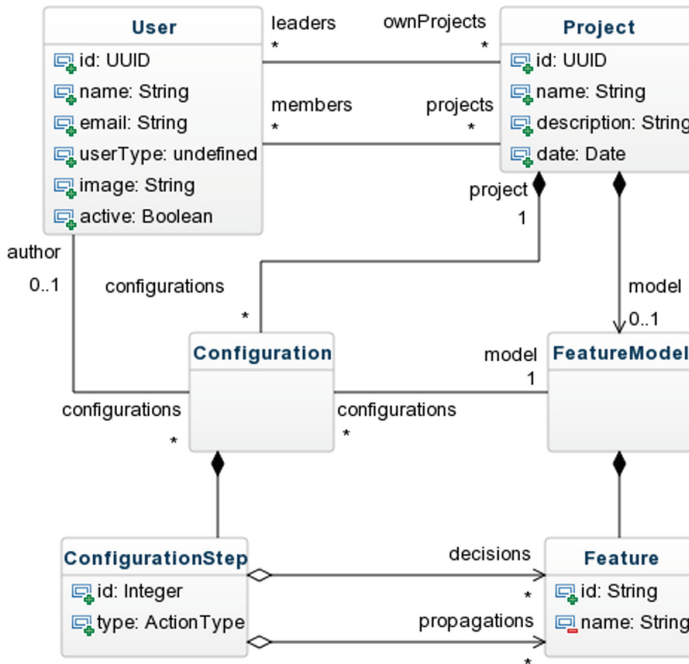 User
id: UUID
name: String
email: String
userType: undefined
image: String
active: Boolean
leaders
*
ownProjects
*
members
*
projects
*
Project
id: UUID
name: String
description: String
date: Date
project
1
author
0..1
configurations
*
model
0..1
Configuration
model
1
FeatureModel
configurations
*
configurations
*
ConfigurationStep
id: Integer
type: ActionType
decisions
*
propagations
*
Feature
id: String
name: String